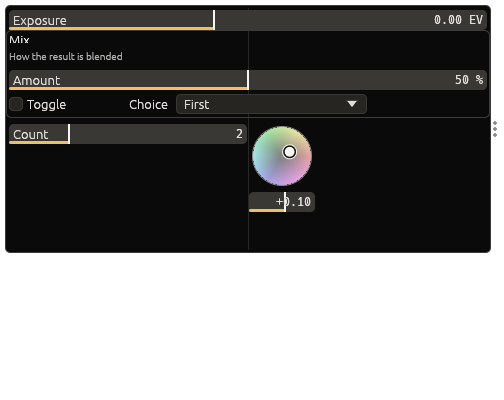 Exposure 0.00 EV
Mix
How the result is blended
Amount 50 %
Toggle Choice First
Count 2
+0.10